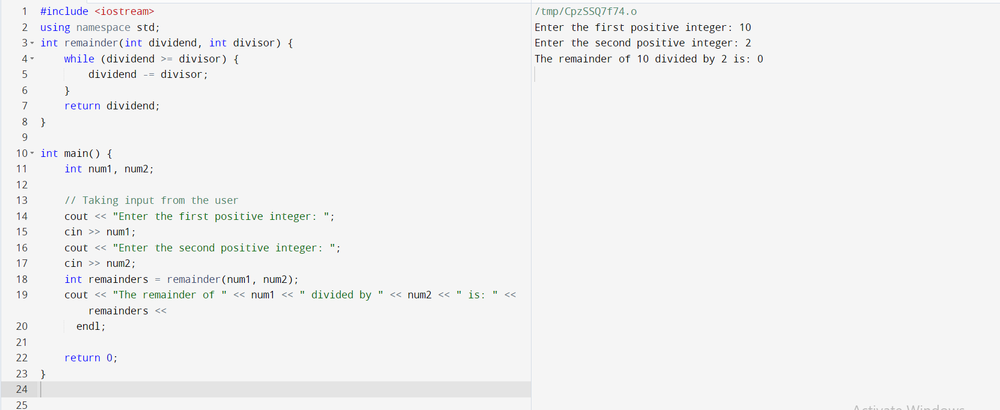 1 #include <iostream>
2 using namespace std;
3 int remainder(int dividend, int divisor) {
4     while (dividend >= divisor) {
5         dividend -= divisor;
6     }
7     return dividend;
8 }
9
10 int main() {
11     int num1, num2;
12
13     // Taking input from the user
14     cout << "Enter the first positive integer: ";
15     cin >> num1;
16     cout << "Enter the second positive integer: ";
17     cin >> num2;
18     int remainders = remainder(num1, num2);
19     cout << "The remainder of " << num1 << " divided by " << num2 << " is: " <<
        remainders <<
20       endl;
21
22     return 0;
23 }
24
25
/tmp/CpzSSQ7f74.o
Enter the first positive integer: 10
Enter the second positive integer: 2
The remainder of 10 divided by 2 is: 0
Activate Windows